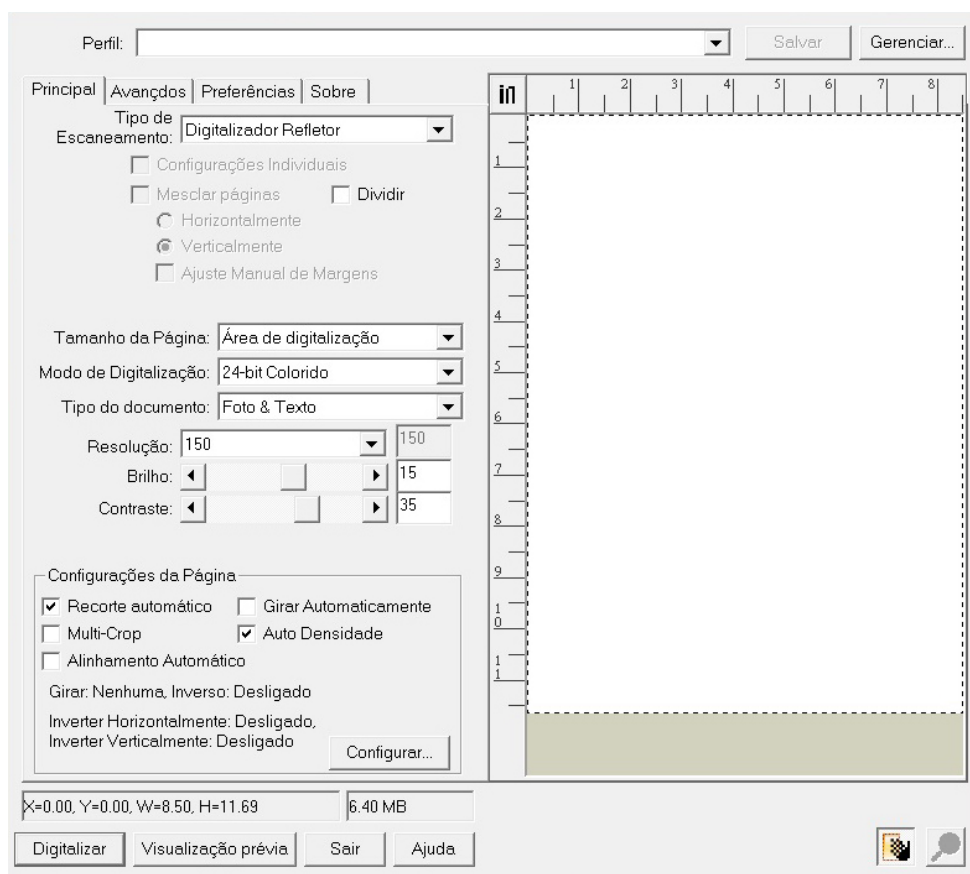 Perfil: Salvar Gerenciar...
Principal Avançdos Preferências Sobre
Tipo de
Escaneamento: Digitalizador Refletor
Configurações Individuais
Mesclar páginas Dividir
Horizontalmente
Verticalmente
Ajuste Manual de Margens
Tamanho da Página: Área de digitalização
Modo de Digitalização: 24-bit Colorido
Tipo do documento: Foto & Texto
Resolução: 150 150
Brilho: 15
Contraste: 35
Configurações da Página
Recorte automático Girar Automaticamente
Multi-Crop Auto Densidade
Alinhamento Automático
Girar: Nenhuma, Inverso: Desligado
Inverter Horizontalmente: Desligado,
Inverter Verticalmente: Desligado
Configurar...
in 1 2 3 4 5 6 7 8
1
2
3
4
5
6
7
8
9
10
11
X=0.00, Y=0.00, W=8.50, H=11.69 6.40 MB
Digitalizar Visualização prévia Sair Ajuda